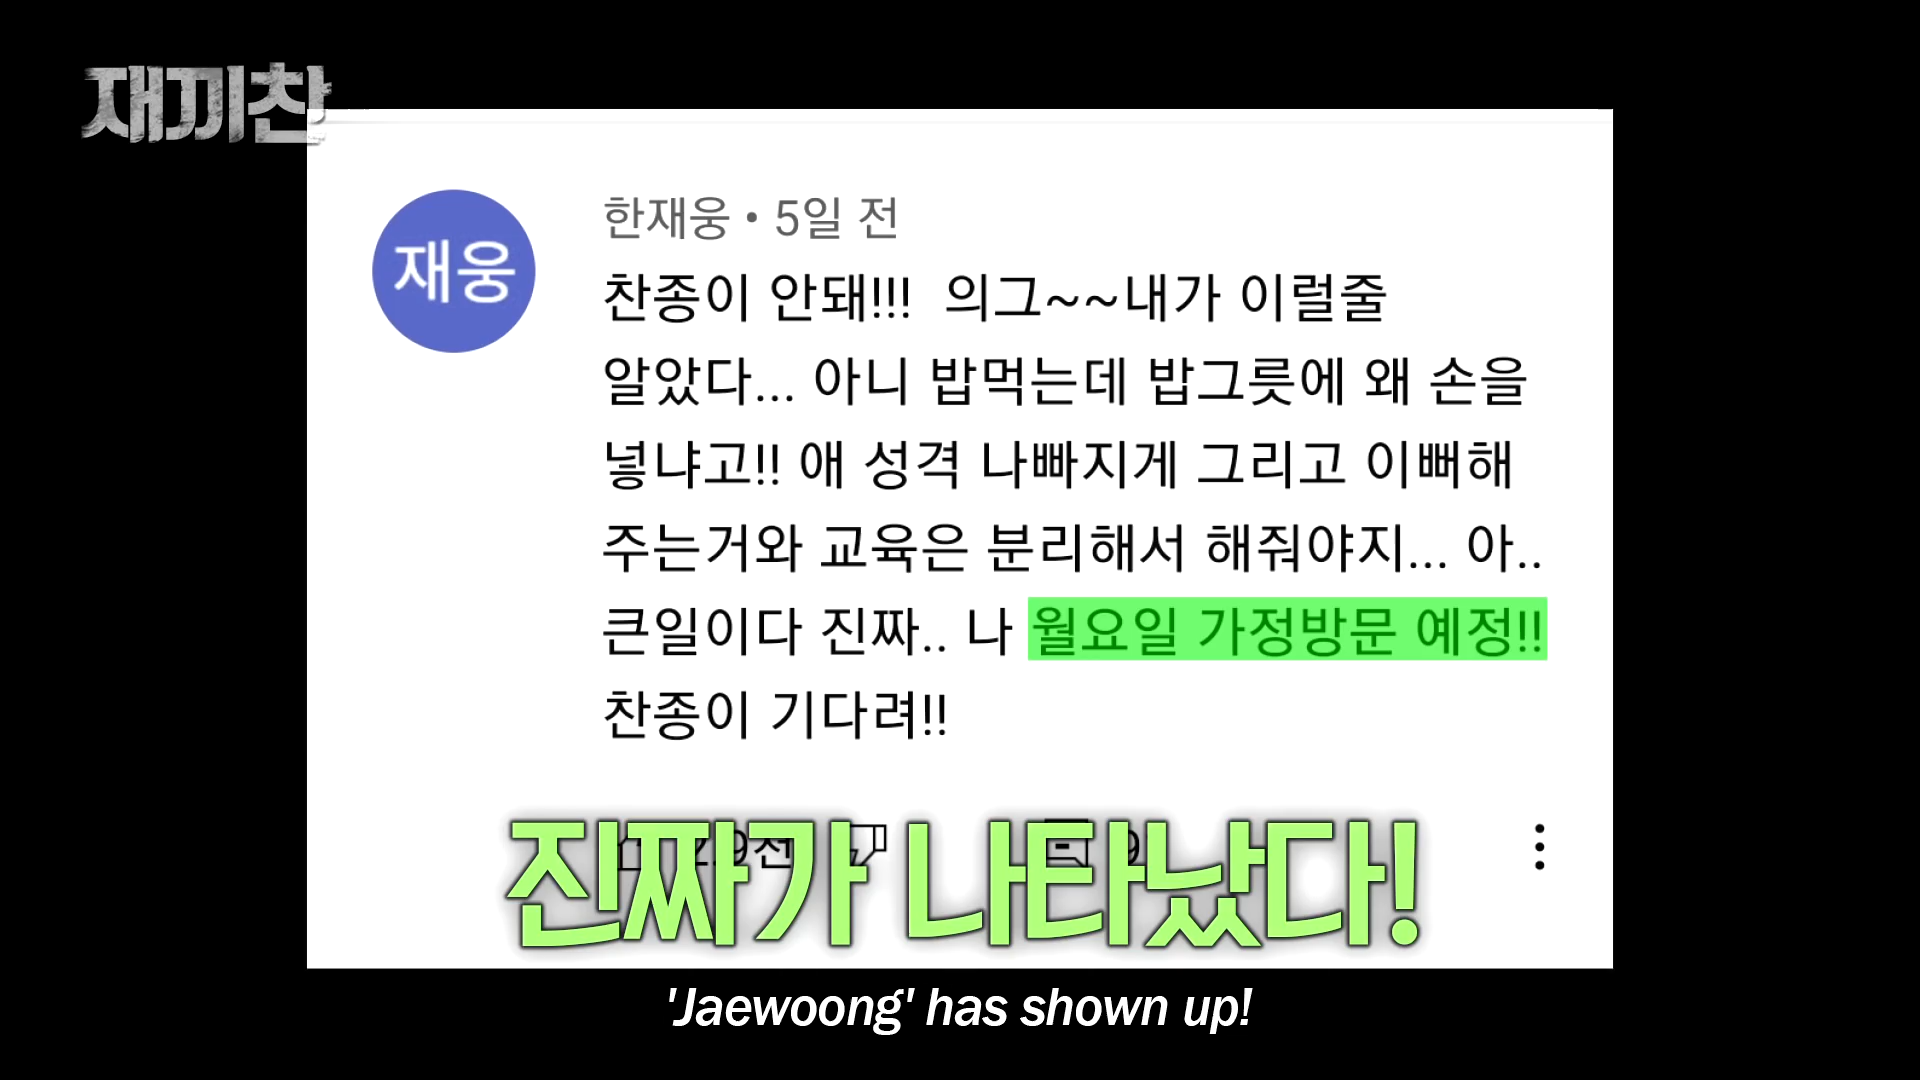 재끼찬
재웅
한재웅 • 5일 전
찬종이 안돼!!! 의그~~내가 이럴줄
알았다... 아니 밥먹는데 밥그릇에 왜 손을
넣냐고!! 애 성격 나빠지게 그리고 이뻐해
주는거와 교육은 분리해서 해줘야지... 아..
큰일이다 진짜.. 나 월요일 가정방문 예정!!
찬종이 기다려!!
진짜가 나타났다!
'Jaewoong' has shown up!